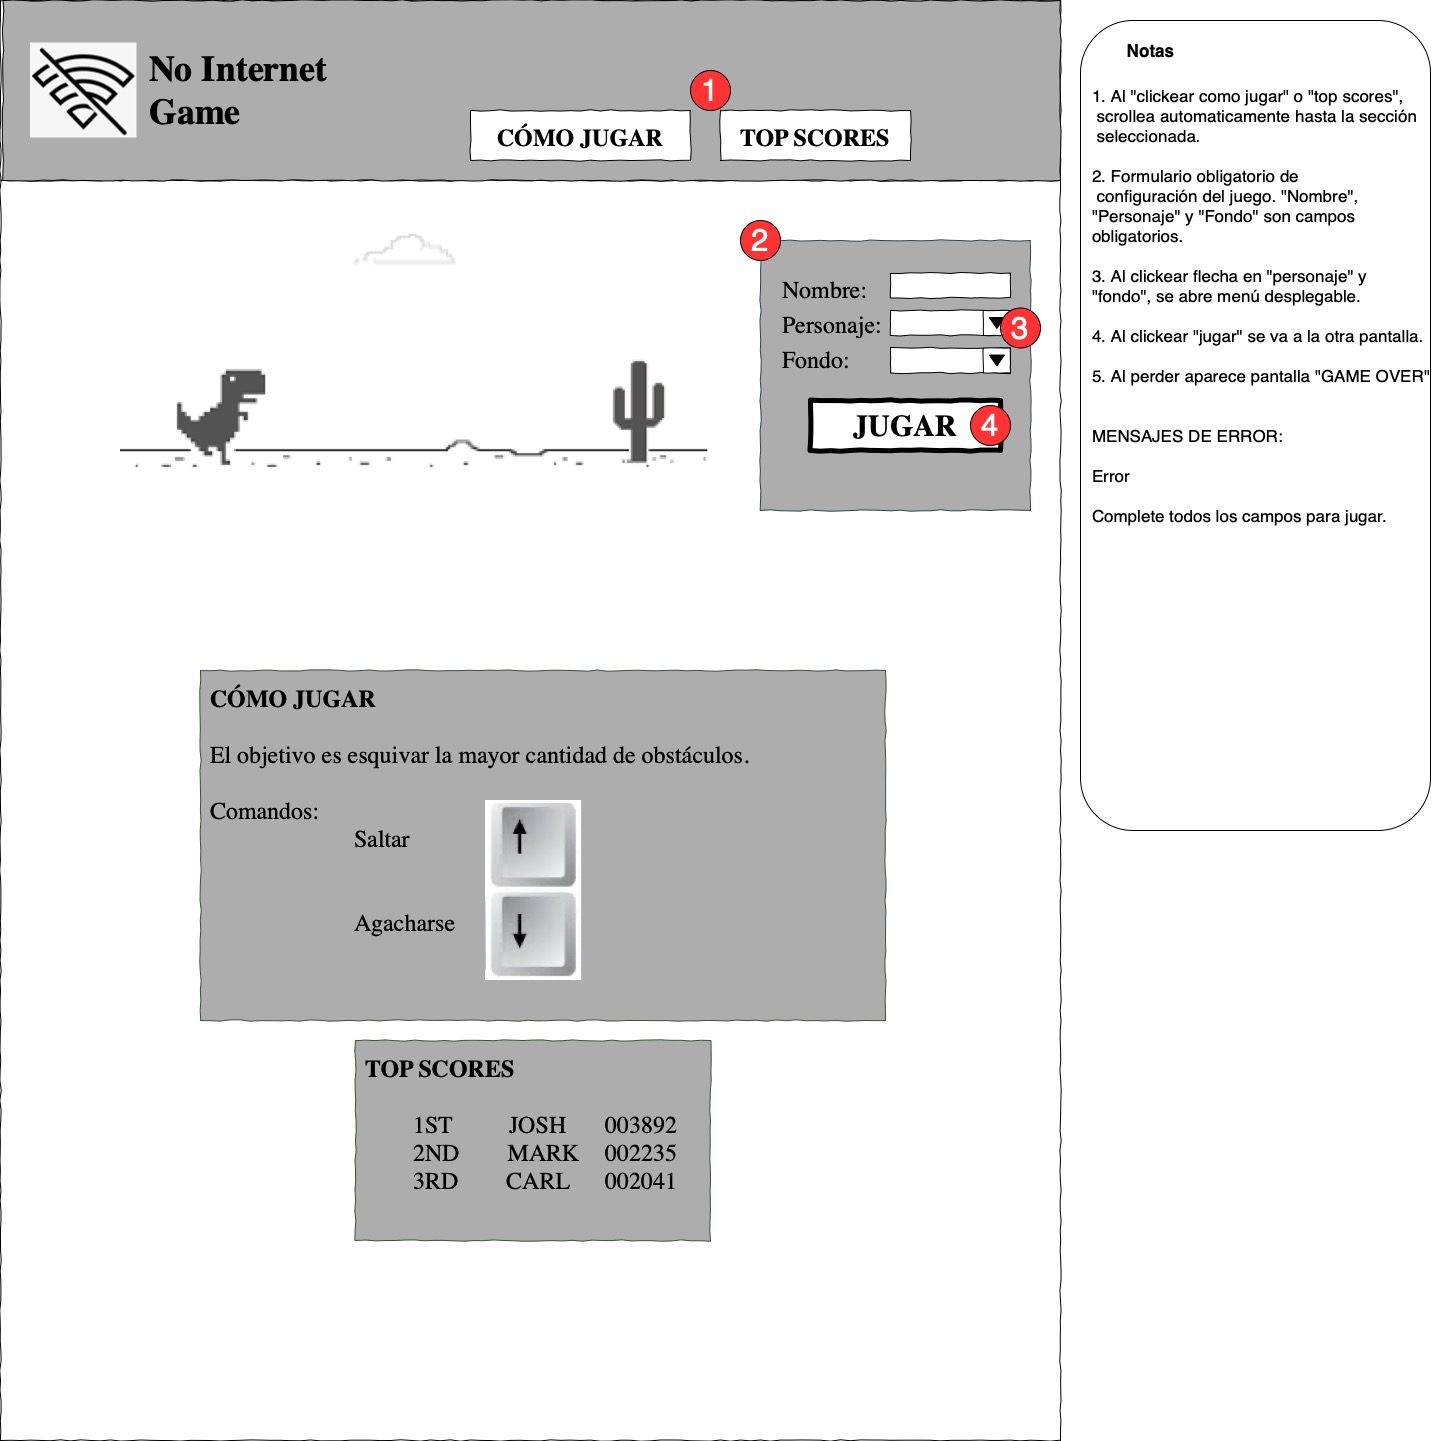 No Internet
Game
1
CÓMO JUGAR
TOP SCORES
2
Nombre:
Personaje:
3
Fondo:
JUGAR
4
CÓMO JUGAR
El objetivo es esquivar la mayor cantidad de obstáculos.
Comandos:
Saltar
Agacharse
TOP SCORES
1ST JOSH 003892
2ND MARK 002235
3RD CARL 002041
Notas
1. Al "clickear como jugar" o "top scores",
scrollea automaticamente hasta la sección
seleccionada.
2. Formulario obligatorio de
configuración del juego. "Nombre",
"Personaje" y "Fondo" son campos
obligatorios.
3. Al clickear flecha en "personaje" y
"fondo", se abre menú desplegable.
4. Al clickear "jugar" se va a la otra pantalla.
5. Al perder aparece pantalla "GAME OVER"
MENSAJES DE ERROR:
Error
Complete todos los campos para jugar.